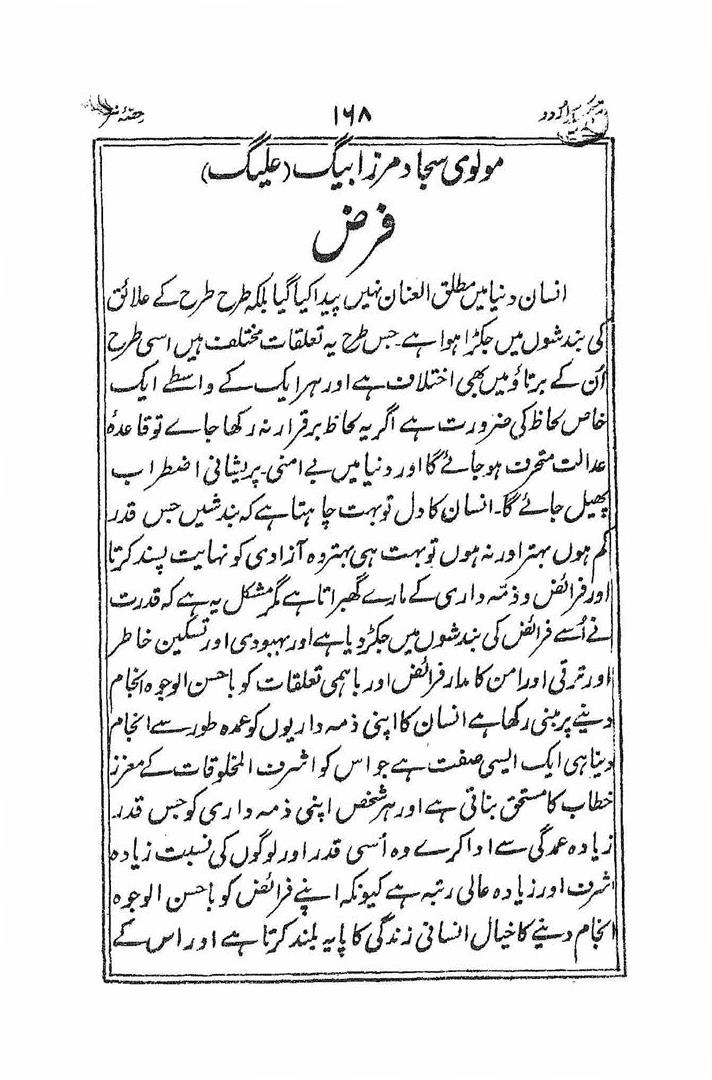 اردو ۱۶۸ حصہ نثر
مولوی سجاد مرزا بیگ (علیگ)
فرض
انسان دنیا میں مطلق العنان نہیں پیدا کیا گیا بلکہ طرح طرح کے علائق
کی بندشوں میں جکڑا ہوا ہے۔ جس طرح یہ تعلقات مختلف ہیں اسی طرح
اُن کے برتاؤ میں بھی اختلاف ہے اور ہر ایک کے واسطے ایک
خاص لحاظ کی ضرورت ہے اگر یہ لحاظ برقرار نہ رکھا جاے تو قاعدۂ
عدالت منحرف ہو جائے گا اور دنیا میں بے امنی۔ پریشانی اضطراب
پھیل جائے گا۔ انسان کا دل تو بہت چاہتا ہے کہ بندشیں جس قدر
کم ہوں بہتر اور نہ ہوں تو بہت ہی بہتر وہ آزادی کو نہایت پسند کرتا
اور فرائض و ذمّہ داری کے مارے گھبراتا ہے مگر مشکل یہ ہے کہ قدرت
نے اُسے فرائض کی بندشوں میں جکڑ دیا ہے اور بہبودی اور تسکین خاطر
اور ترقی اور امن کا مدار فرائض اور باہمی تعلقات کو باحسن الوجوہ انجام
دینے پر مبنی رکھا ہے انسان کا اپنی ذمہ داریوں کو عمدہ طور سے انجام
دینا ہی ایک ایسی صفت ہے جو اس کو اشرف المخلوقات کے معزز
خطاب کا مستحق بناتی ہے اور ہر شخص اپنی ذمہ داری کو جس قدر
زیادہ عمدگی سے ادا کرے وہ اُسی قدر اور لوگوں کی نسبت زیادہ
اشرف اور زیادہ عالی رتبہ ہے کیونکہ اپنے فرائض کو باحسن الوجوہ
انجام دینے کا خیال انسانی زندگی کا پایہ بلند کرتا ہے اور اس کے